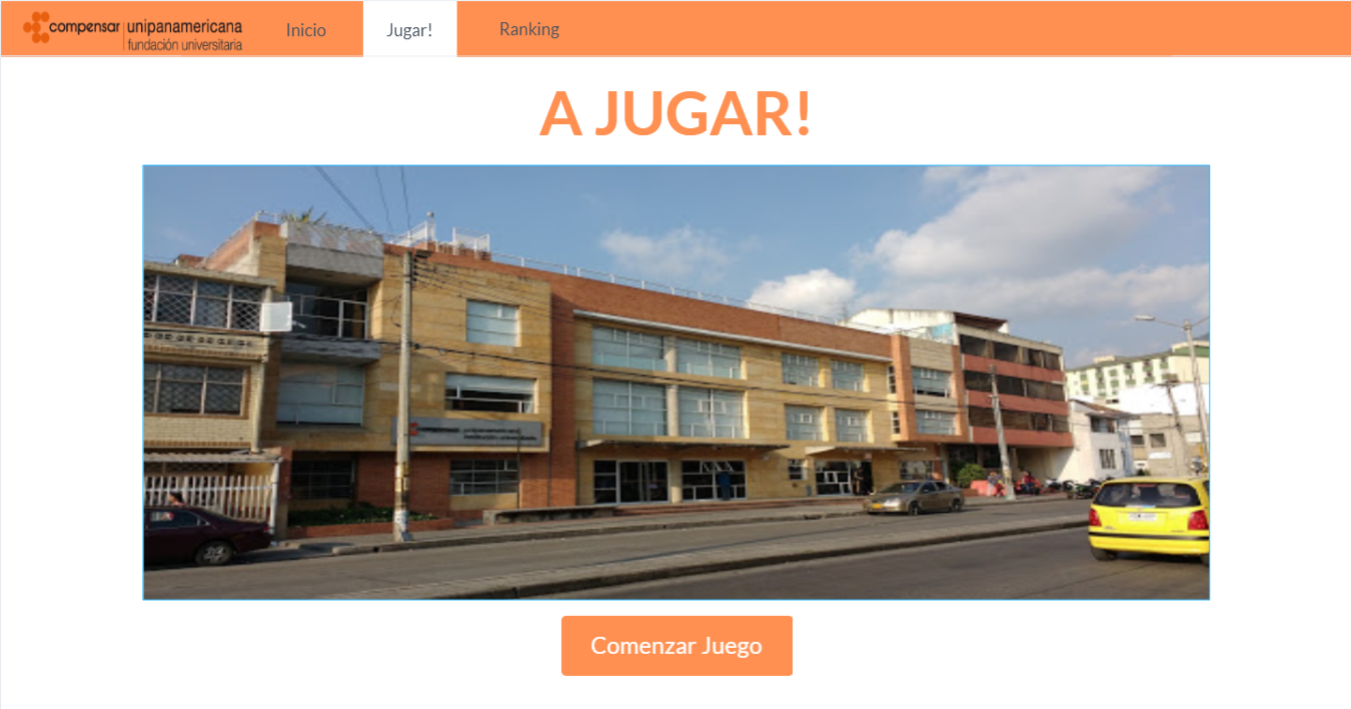 compensar unipanamericana
fundación universitaria
Inicio
Jugar!
Ranking
A JUGAR!
Comenzar Juego